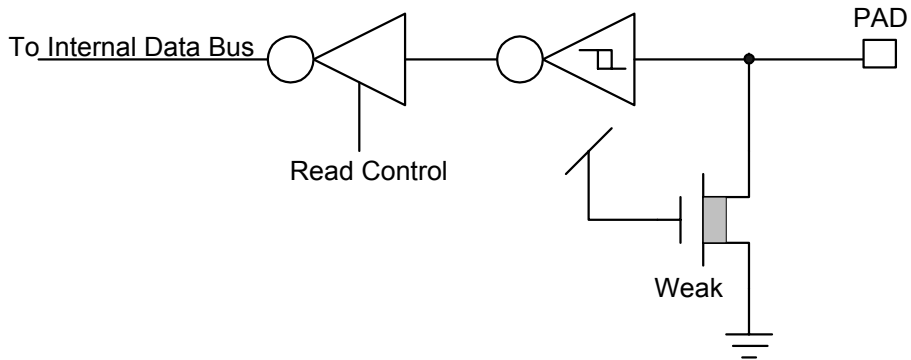 PAD
To Internal Data Bus
Read Control
Weak